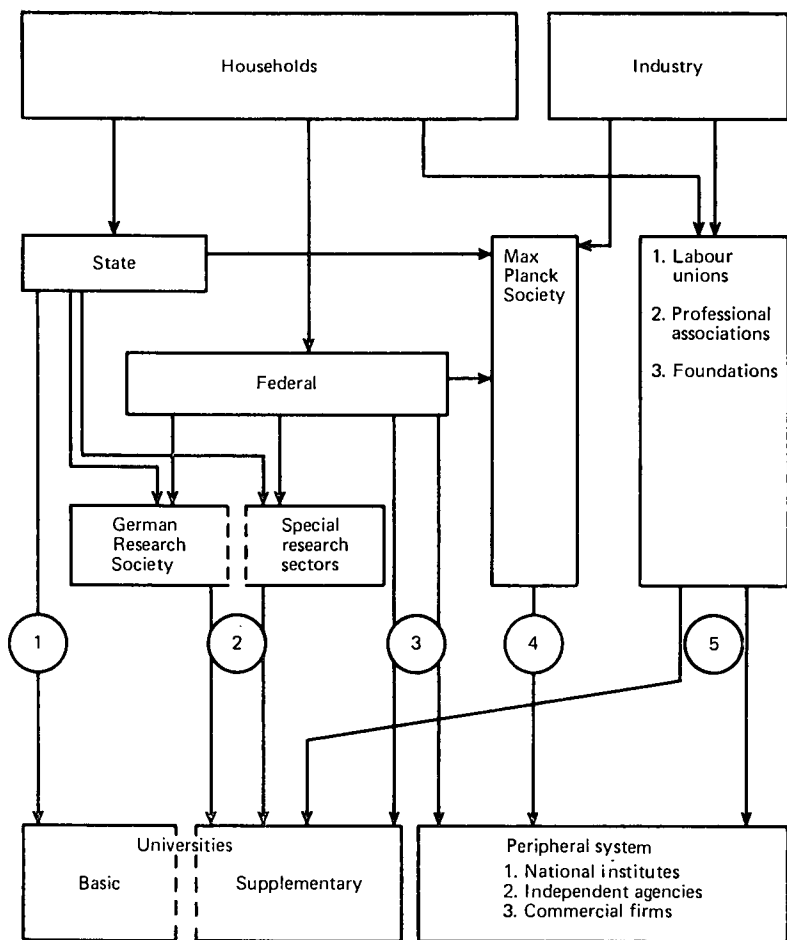 Households
Industry
State
Max
Planck
Society
1. Labour
unions
2. Professional
associations
3. Foundations
Federal
German
Research
Society
Special
research
sectors
1
2
3
4
5
Universities
Basic
Supplementary
Peripheral system
1. National institutes
2. Independent agencies
3. Commercial firms